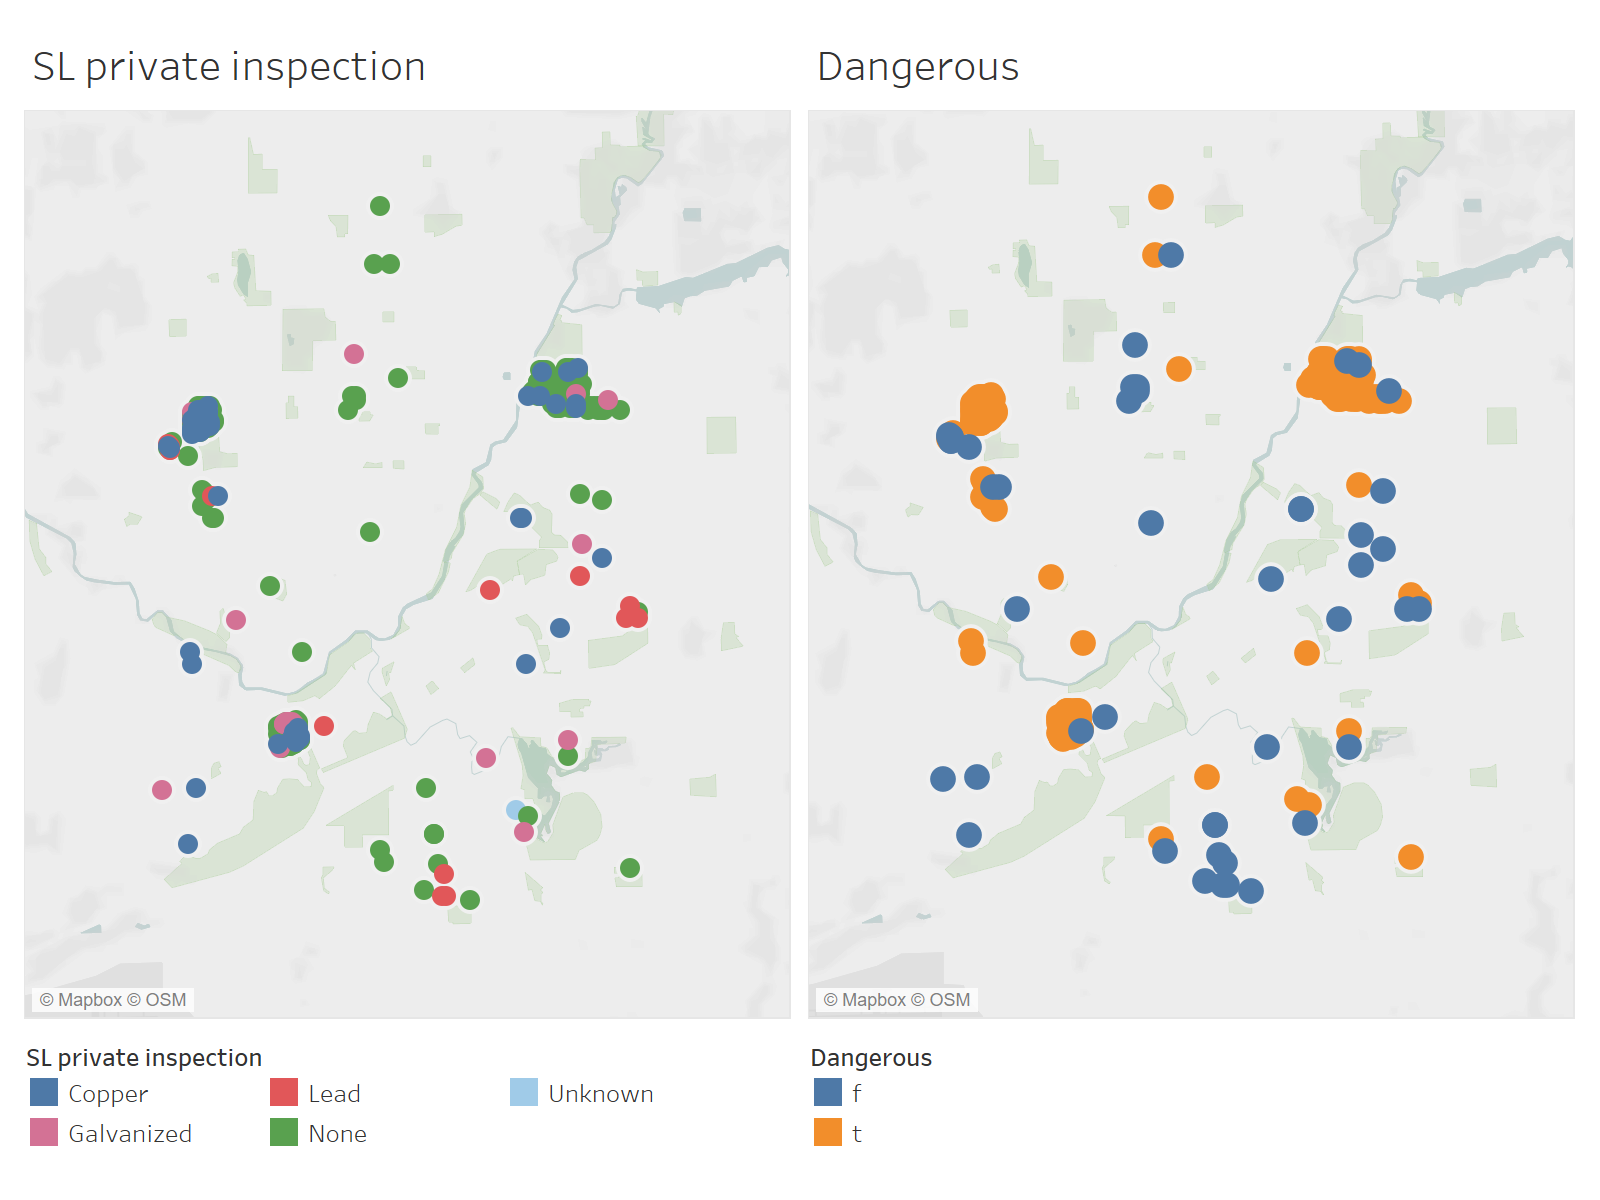 SL private inspection
Dangerous
© Mapbox © OSM
© Mapbox © OSM
SL private inspection
Copper
Lead
Unknown
Galvanized
None
Dangerous
f
t